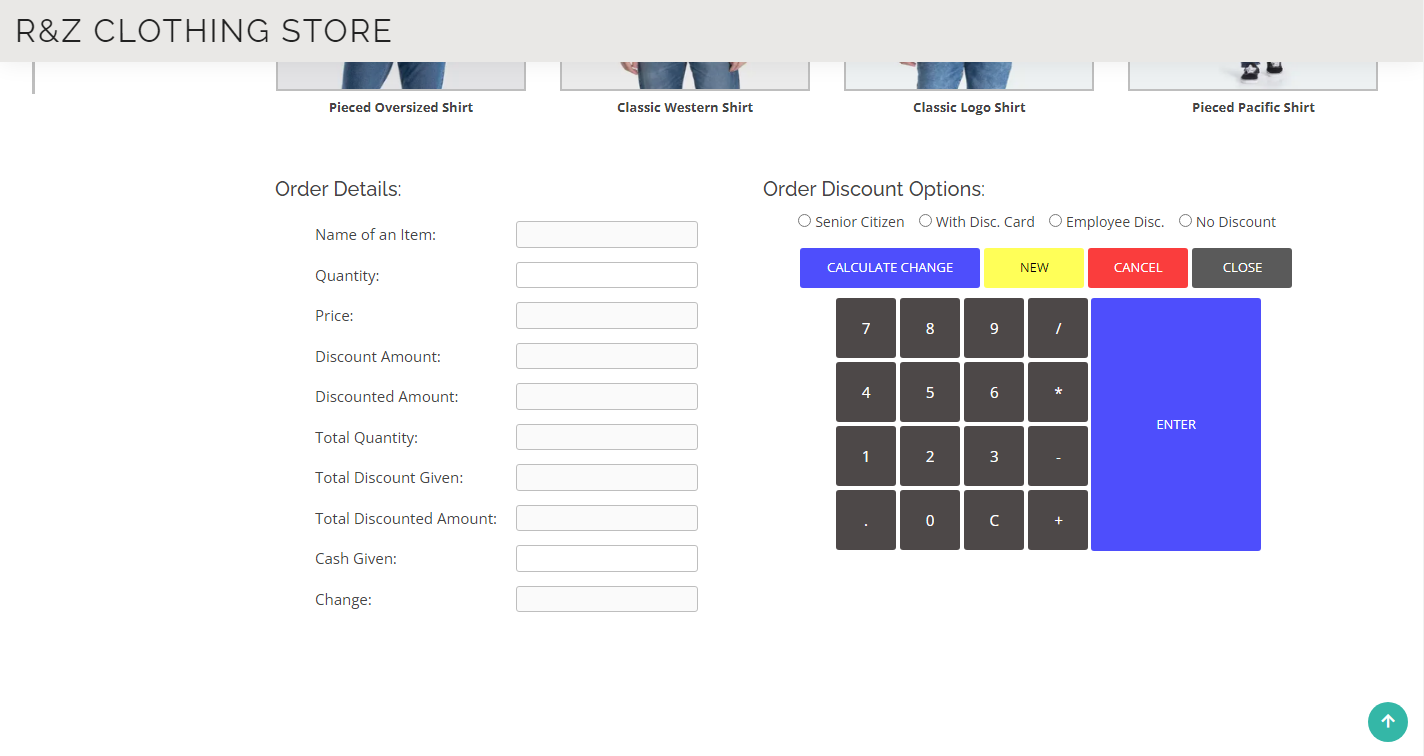 R&Z CLOTHING STORE
Pieced Oversized Shirt
Classic Western Shirt
Classic Logo Shirt
Pieced Pacific Shirt
Order Details:
Name of an Item:
Quantity:
Price:
Discount Amount:
Discounted Amount:
Total Quantity:
Total Discount Given:
Total Discounted Amount:
Cash Given:
Change:
Order Discount Options:
Senior Citizen With Disc. Card Employee Disc. No Discount
CALCULATE CHANGE NEW CANCEL CLOSE
7 8 9 /
4 5 6 *
1 2 3 -
. 0 C +
ENTER